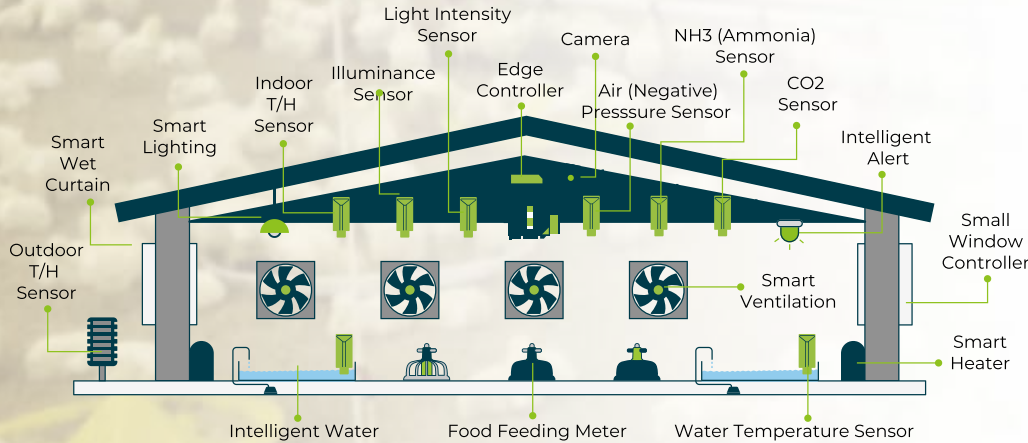 Light Intensity
Sensor
Camera
NH3 (Ammonia)
Sensor
Illuminance
Sensor
Edge
Controller
Indoor
T/H
Sensor
Air (Negative)
Presssure Sensor
CO2
Sensor
Smart
Lighting
Smart
Wet
Curtain
Intelligent
Alert
Outdoor
T/H
Sensor
Small
Window
Controller
Smart
Ventilation
Smart
Heater
Intelligent Water
Food Feeding Meter
Water Temperature Sensor